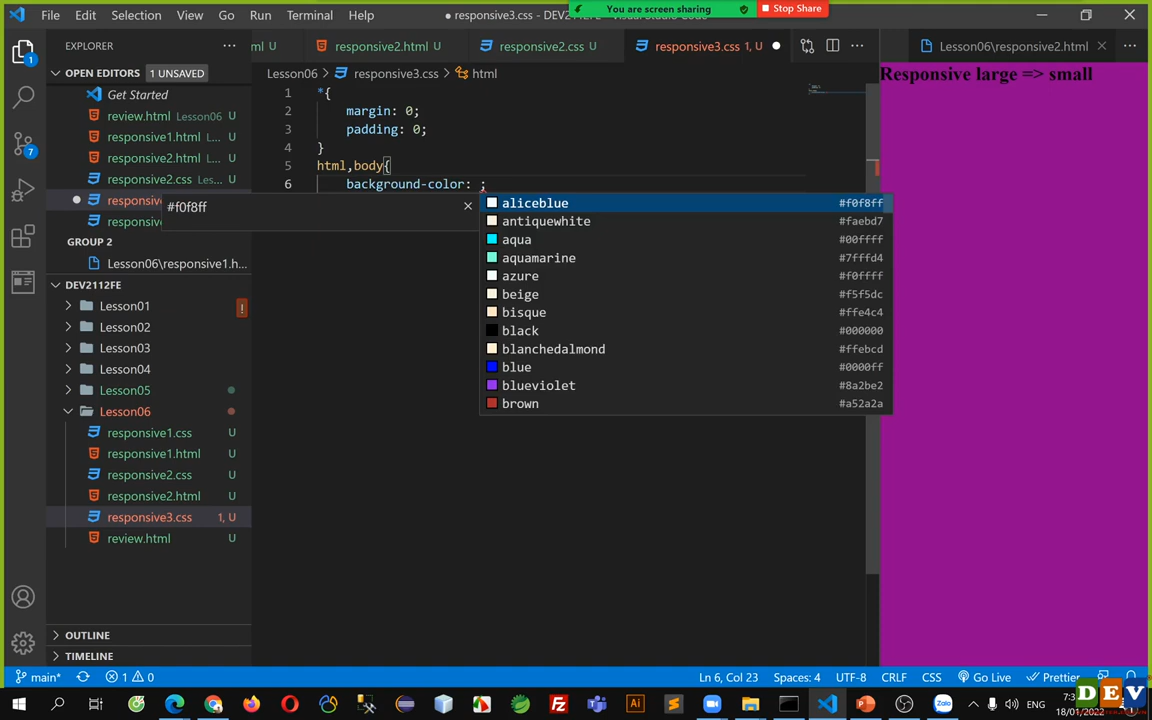 File Edit Selection View Go Run Terminal Help
● responsive3.css - DEV2112FE
You are screen sharing
Stop Share
EXPLORER
ml U
responsive2.html U
responsive2.css U
responsive3.css 1, U
Lesson06\responsive2.html
OPEN EDITORS 1 UNSAVED
Get Started
review.html Lesson06 U
responsive1.html L... U
responsive2.html L... U
responsive2.css Les... U
GROUP 2
Lesson06\responsive1.h...
DEV2112FE
Lesson01
Lesson02
Lesson03
Lesson04
Lesson05
Lesson06
responsive1.css U
responsive1.html U
responsive2.css U
responsive2.html U
responsive3.css 1, U
review.html U
OUTLINE
TIMELINE
Lesson06 > responsive3.css > html
1 *{
2 margin: 0;
3 padding: 0;
4 }
5 html,body{
6 background-color: ;
#f0f8ff
aliceblue #f0f8ff
antiquewhite #faebd7
aqua #00ffff
aquamarine #7fffd4
azure #f0ffff
beige #f5f5dc
bisque #ffe4c4
black #000000
blanchedalmond #ffebcd
blue #0000ff
blueviolet #8a2be2
brown #a52a2a
Responsive large => small
main* 1 0
Ln 6, Col 23 Spaces: 4 UTF-8 CRLF CSS Go Live
ENG
18/01/2022
DEV